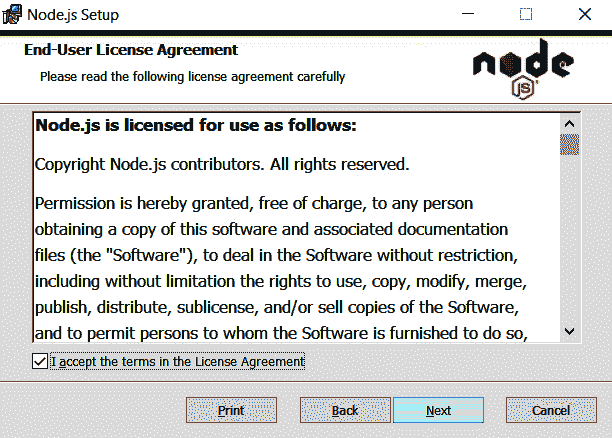 Node.js Setup
End-User License Agreement
Please read the following license agreement carefully
node
JS
Node.js is licensed for use as follows:
Copyright Node.js contributors. All rights reserved.
Permission is hereby granted, free of charge, to any person
obtaining a copy of this software and associated documentation
files (the "Software"), to deal in the Software without restriction,
including without limitation the rights to use, copy, modify, merge,
publish, distribute, sublicense, and/or sell copies of the Software,
and to permit persons to whom the Software is furnished to do so,
I accept the terms in the License Agreement
Print Back Next Cancel